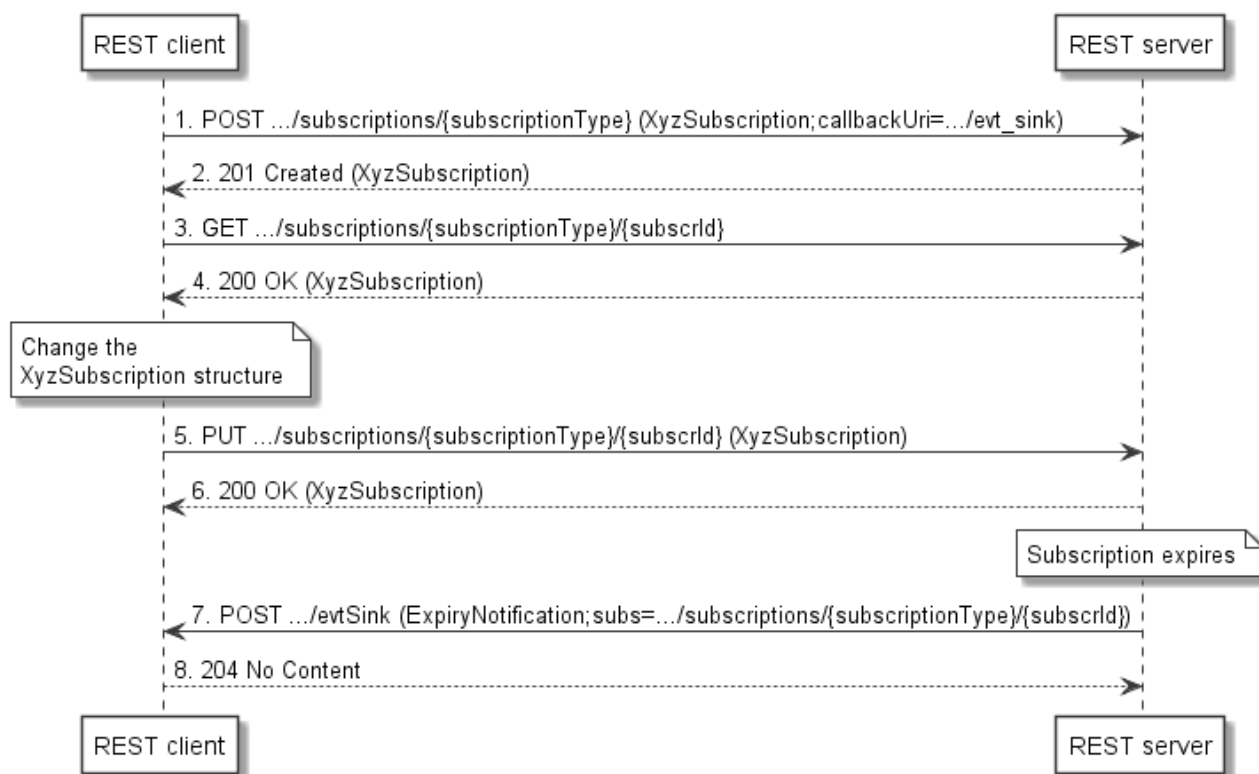 REST client
REST server
1. POST .../subscriptions/{subscriptionType} (XyzSubscription;callbackUri=.../evt_sink)
2. 201 Created (XyzSubscription)
3. GET .../subscriptions/{subscriptionType}/{subscrId}
4. 200 OK (XyzSubscription)
Change the
XyzSubscription structure
5. PUT .../subscriptions/{subscriptionType}/{subscrId} (XyzSubscription)
6. 200 OK (XyzSubscription)
Subscription expires
7. POST .../evtSink (ExpiryNotification;subs=.../subscriptions/{subscriptionType}/{subscrId})
8. 204 No Content
REST client
REST server